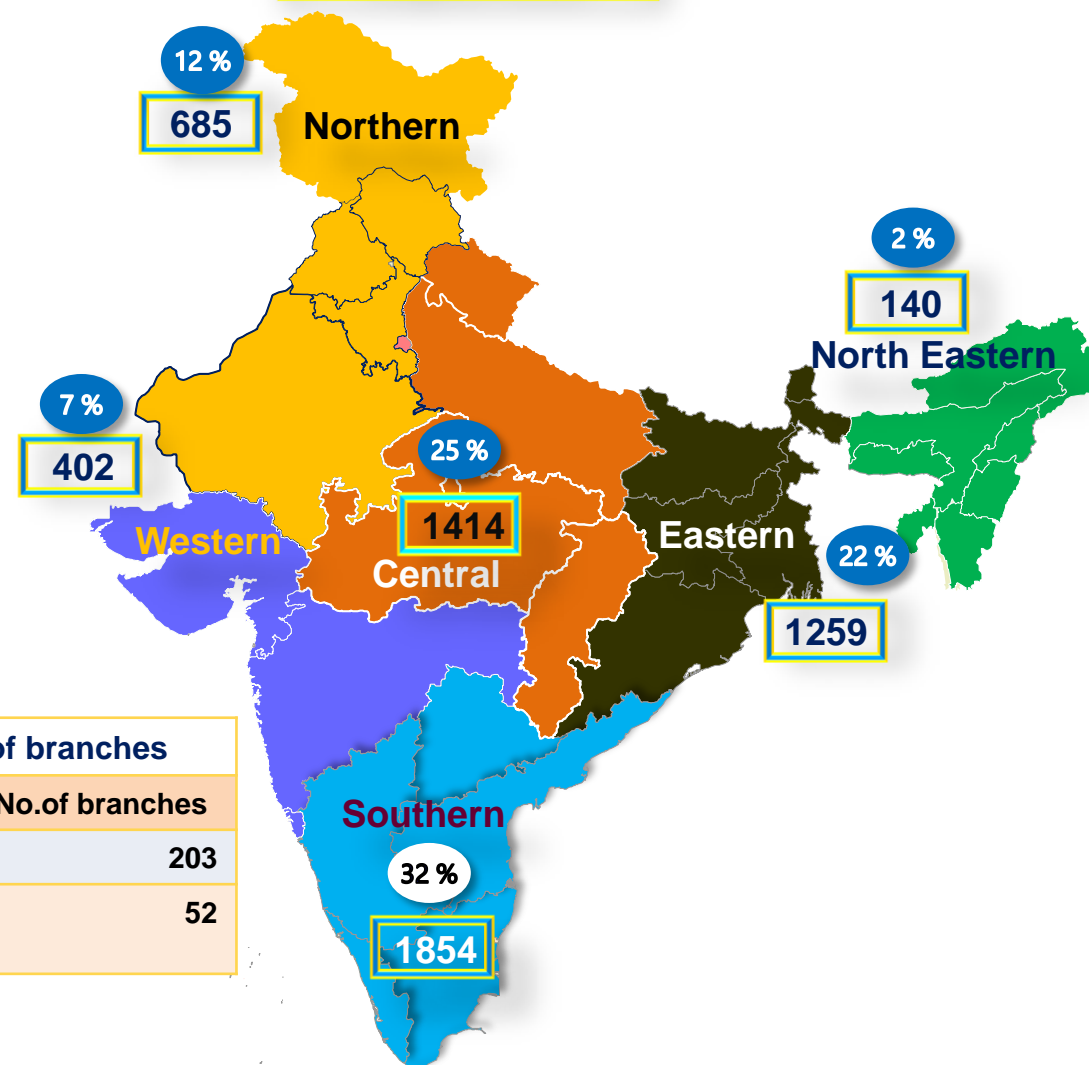 12 %
685
Northern
2 %
140
North Eastern
7 %
402
25 %
1414
Western
Central
Eastern
22 %
1259
of branches
No.of branches
203
52
Southern
32 %
1854